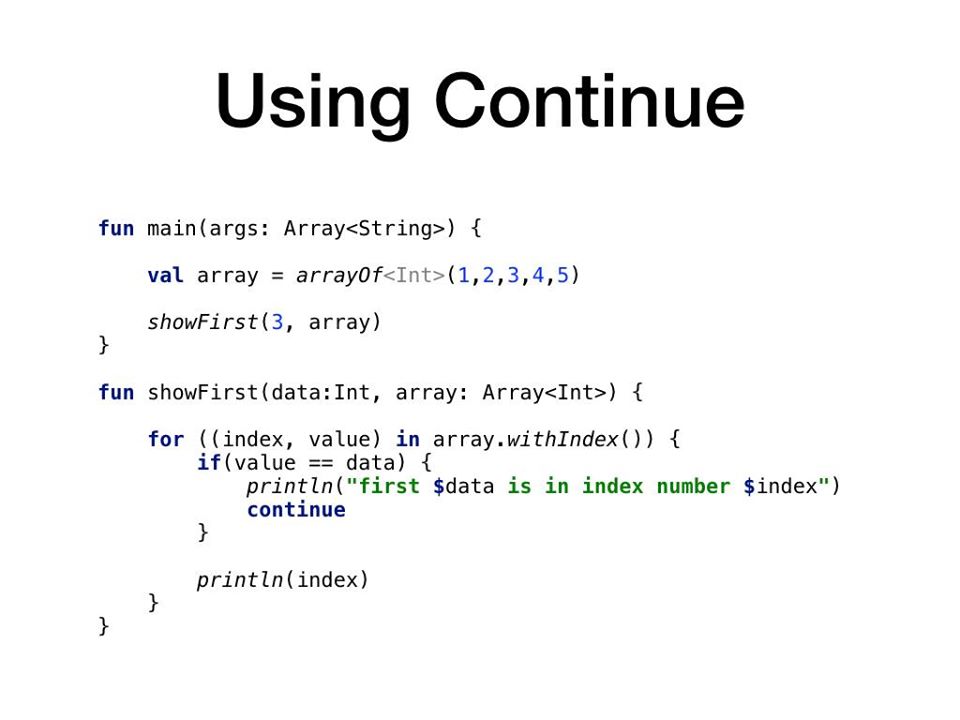 Using Continue
fun main(args: Array<String>) {
    val array = arrayOf<Int>(1,2,3,4,5)
    showFirst(3, array)
}
fun showFirst(data:Int, array: Array<Int>) {
    for ((index, value) in array.withIndex()) {
        if(value == data) {
            println("first $data is in index number $index")
            continue
        }
        println(index)
    }
}